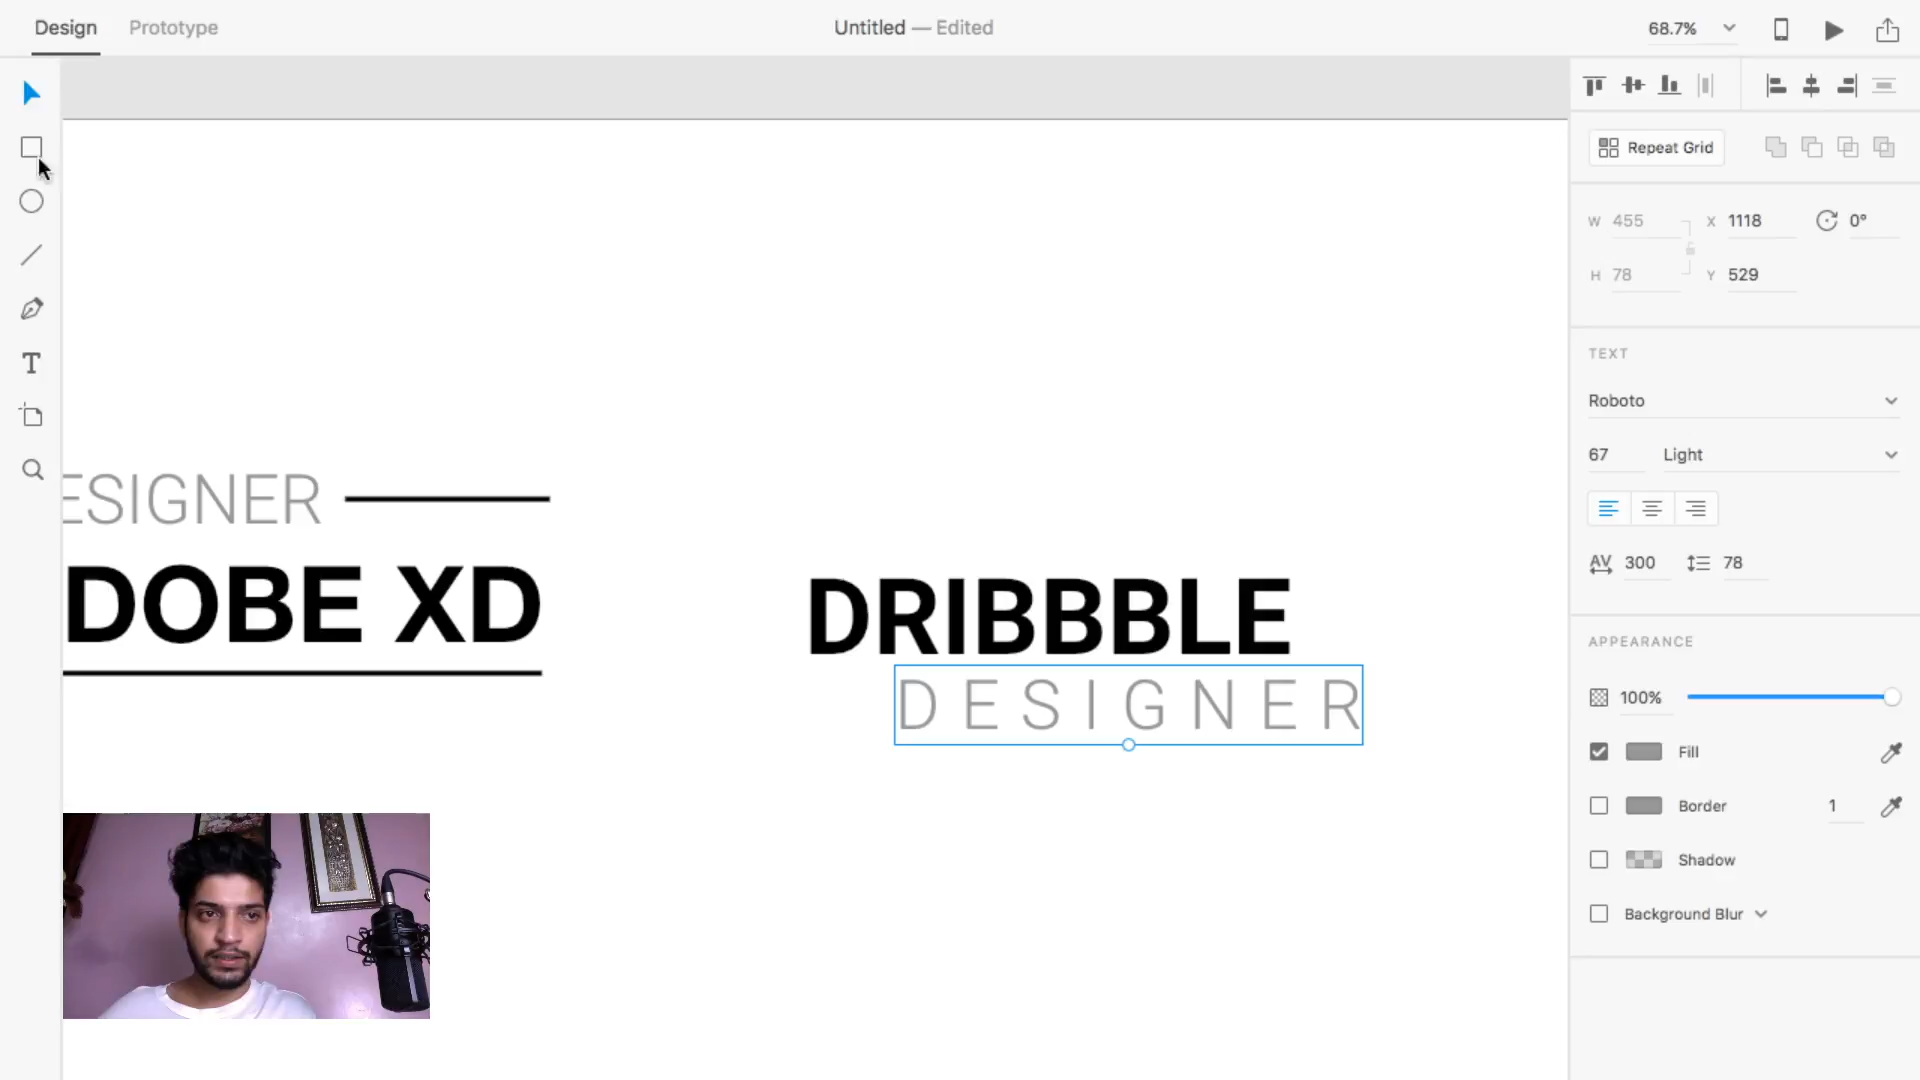 Design Prototype Untitled — Edited 68.7%
Repeat Grid
W 455 X 1118 0°
H 78 Y 529
TEXT
Roboto
67 Light
AV 300 78
APPEARANCE
100%
Fill
Border 1
Shadow
Background Blur
T
ESIGNER
DOBE XD
DRIBBBLE
DESIGNER